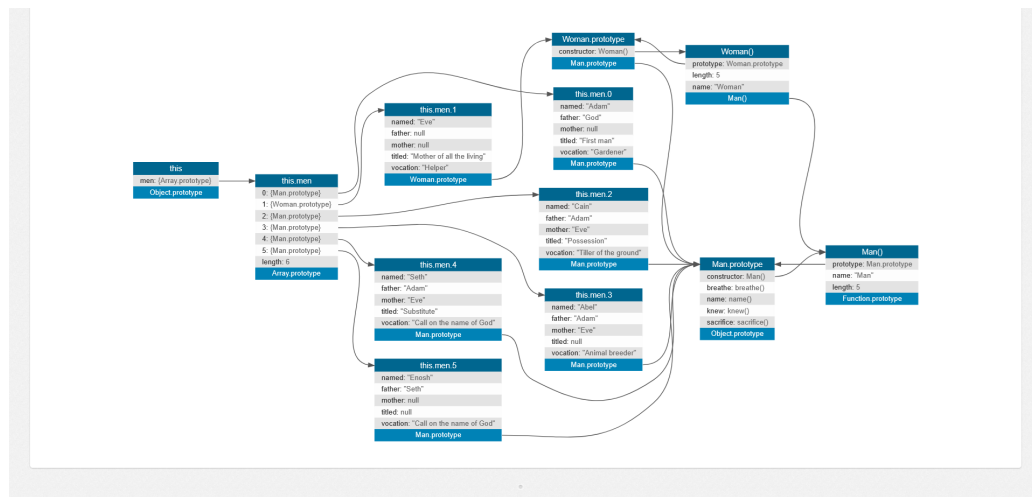 this
men: {Array.prototype}
Object.prototype
this.men
0: {Man.prototype}
1: {Woman.prototype}
2: {Man.prototype}
3: {Man.prototype}
4: {Man.prototype}
5: {Man.prototype}
length: 6
Array.prototype
this.men.1
named: "Eve"
father: null
mother: null
titled: "Mother of all the living"
vocation: "Helper"
Woman.prototype
this.men.4
named: "Seth"
father: "Adam"
mother: "Eve"
titled: "Substitute"
vocation: "Call on the name of God"
Man.prototype
this.men.5
named: "Enosh"
father: "Seth"
mother: null
titled: null
vocation: "Call on the name of God"
Man.prototype
Woman.prototype
constructor: Woman()
Man.prototype
this.men.0
named: "Adam"
father: "God"
mother: null
titled: "First man"
vocation: "Gardener"
Man.prototype
this.men.2
named: "Cain"
father: "Adam"
mother: "Eve"
titled: "Possession"
vocation: "Tiller of the ground"
Man.prototype
this.men.3
named: "Abel"
father: "Adam"
mother: "Eve"
titled: null
vocation: "Animal breeder"
Man.prototype
Woman()
prototype: Woman.prototype
length: 5
name: "Woman"
Man()
Man.prototype
constructor: Man()
breathe: breathe()
name: name()
knew: knew()
sacrifice: sacrifice()
Object.prototype
Man()
prototype: Man.prototype
name: "Man"
length: 5
Function.prototype